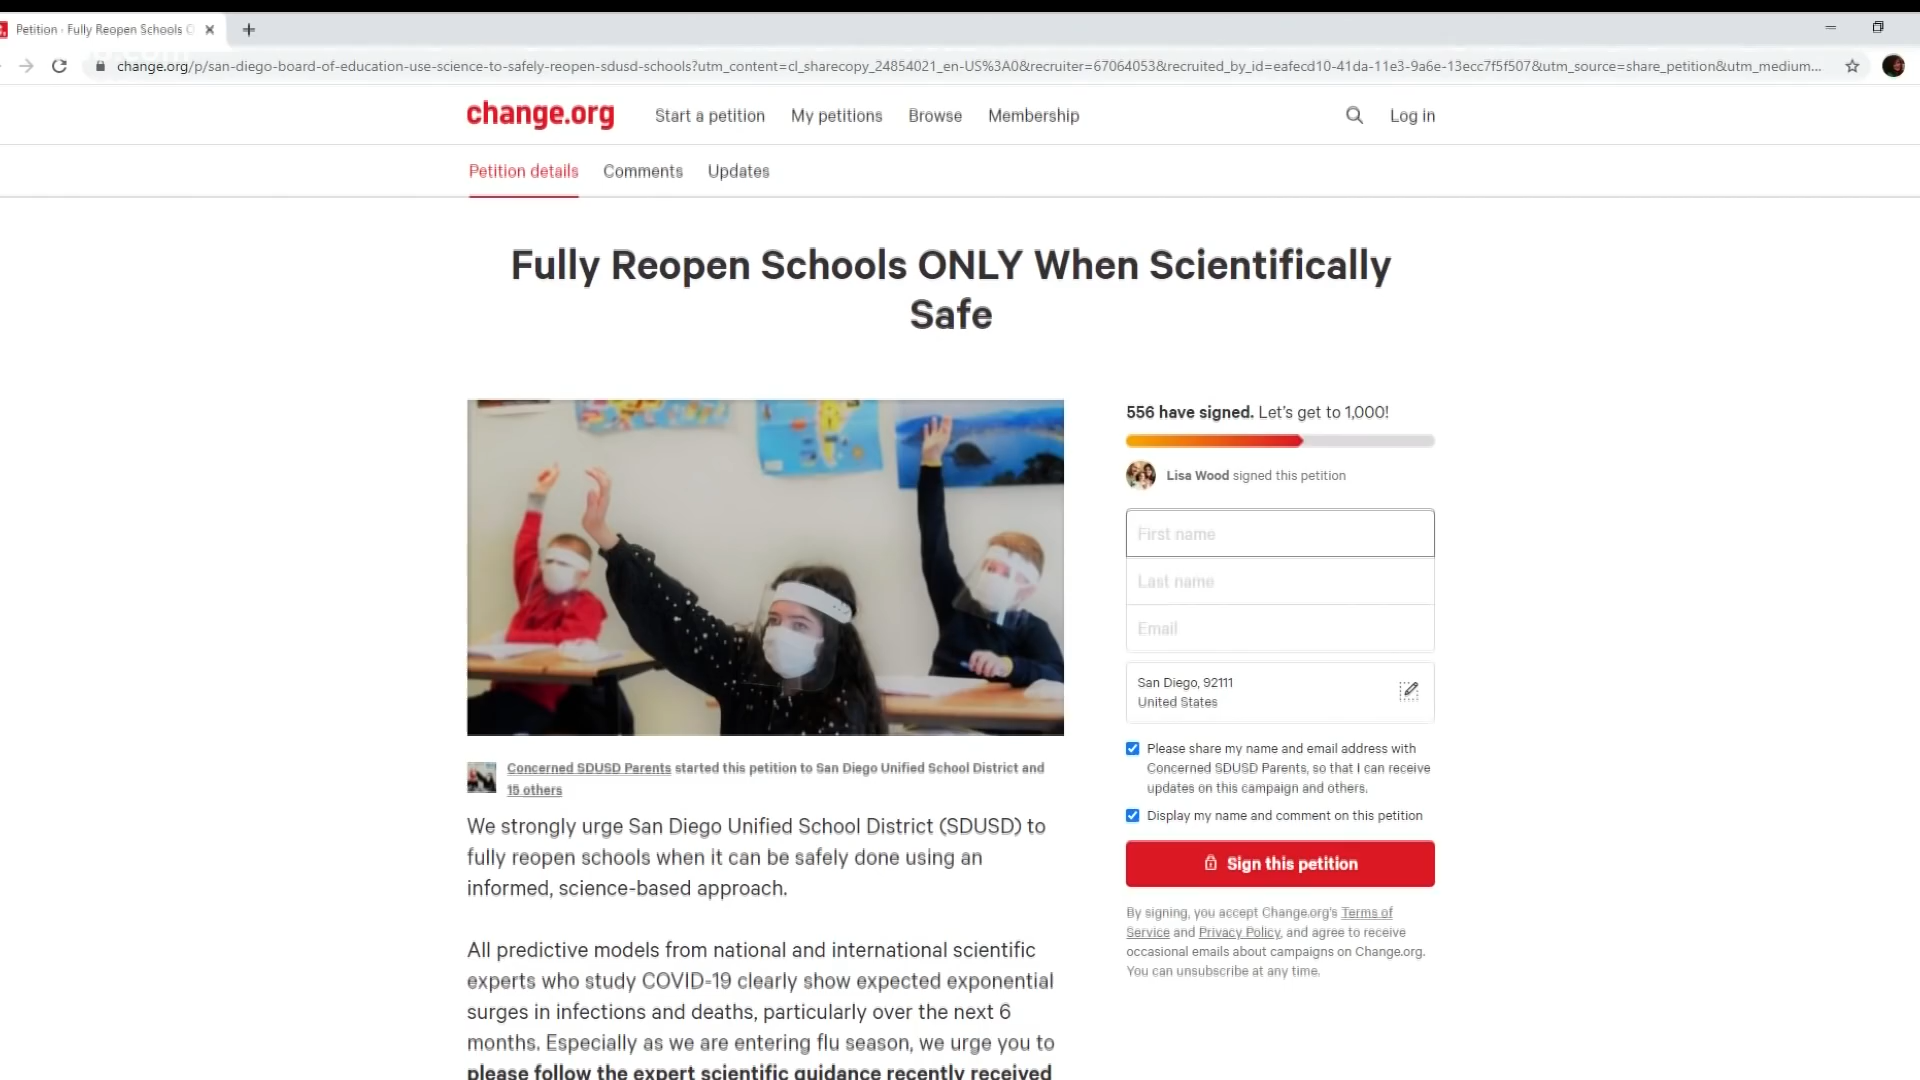 Petition · Fully Reopen Schools
change.org/p/san-diego-board-of-education-use-science-to-safely-reopen-sdusd-schools?utm_content=cl_sharecopy_24854021_en-US%3A0&recruiter=67064053&recruited_by_id=eafecd10-41da-11e3-9a6e-13ecc7f5f507&utm_source=share_petition&utm_medium...
change.org Start a petition My petitions Browse Membership Log in
Petition details Comments Updates
Fully Reopen Schools ONLY When Scientifically
Safe
556 have signed. Let's get to 1,000!
Lisa Wood signed this petition
First name
Last name
Email
San Diego, 92111
United States
Please share my name and email address with
Concerned SDUSD Parents, so that I can receive
updates on this campaign and others.
Display my name and comment on this petition
Sign this petition
By signing, you accept Change.org's Terms of
Service and Privacy Policy, and agree to receive
occasional emails about campaigns on Change.org.
You can unsubscribe at any time.
Concerned SDUSD Parents started this petition to San Diego Unified School District and
15 others
We strongly urge San Diego Unified School District (SDUSD) to
fully reopen schools when it can be safely done using an
informed, science-based approach.
All predictive models from national and international scientific
experts who study COVID-19 clearly show expected exponential
surges in infections and deaths, particularly over the next 6
months. Especially as we are entering flu season, we urge you to
please follow the expert scientific guidance recently received